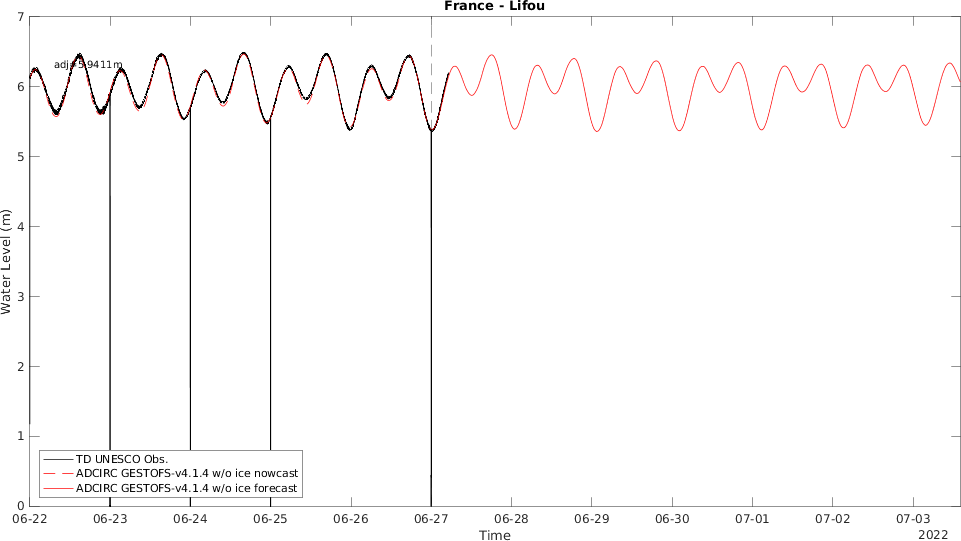 France - Lifou
adj=5.9411m
Water Level (m)
7
6
5
4
3
2
1
0
TD UNESCO Obs.
ADCIRC GESTOFS-v4.1.4 w/o ice nowcast
ADCIRC GESTOFS-v4.1.4 w/o ice forecast
06-22 06-23 06-24 06-25 06-26 06-27 06-28 06-29 06-30 07-01 07-02 07-03
Time
2022